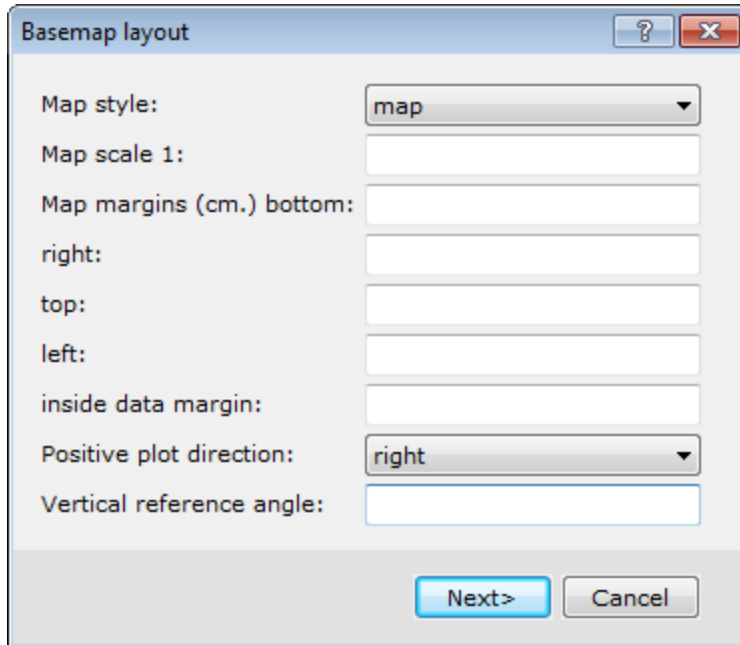 Basemap layout
Map style: map
Map scale 1:
Map margins (cm.) bottom:
right:
top:
left:
inside data margin:
Positive plot direction: right
Vertical reference angle:
Next> Cancel